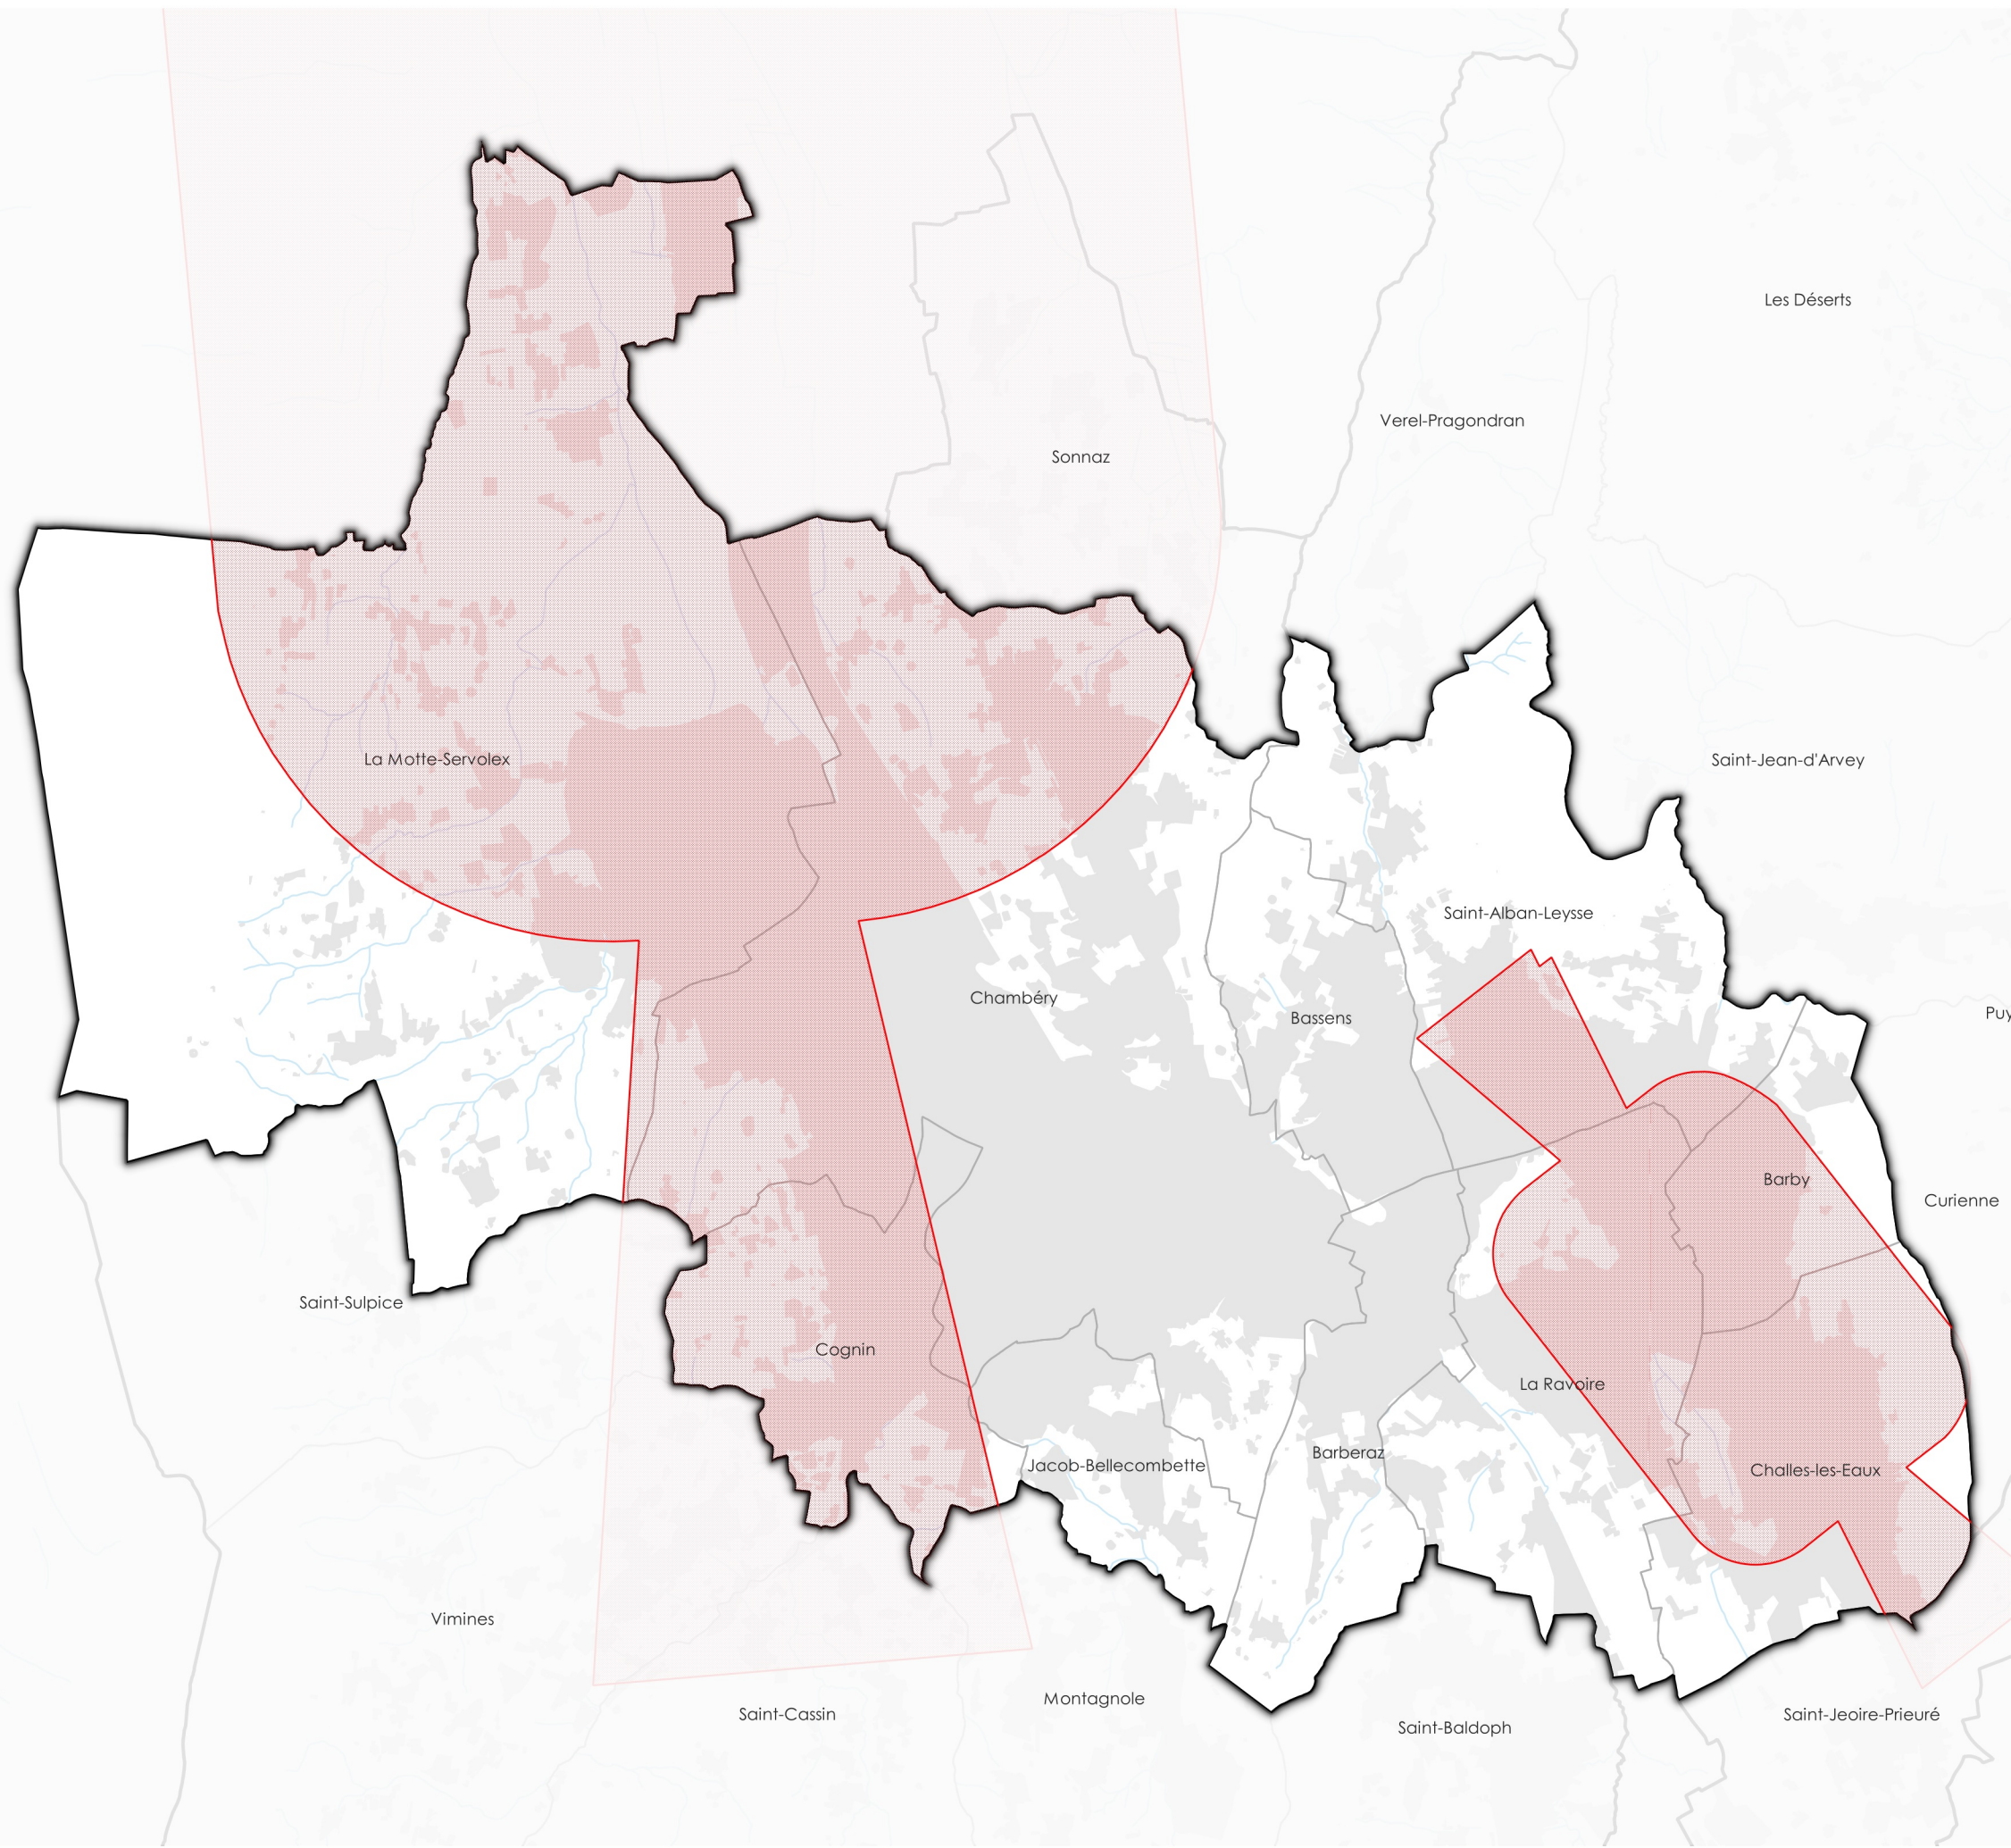 Les Déserts
Verel-Pragondran
Sonnaz
La Motte-Servolex
Saint-Jean-d'Arvey
Saint-Alban-Leysse
Chambéry
Bassens
Puy
Barby
Curienne
Saint-Sulpice
Cognin
La Ravoire
Barberaz
Jacob-Bellecombette
Challes-les-Eaux
Vimines
Montagnole
Saint-Cassin
Saint-Jeoire-Prieuré
Saint-Baldoph